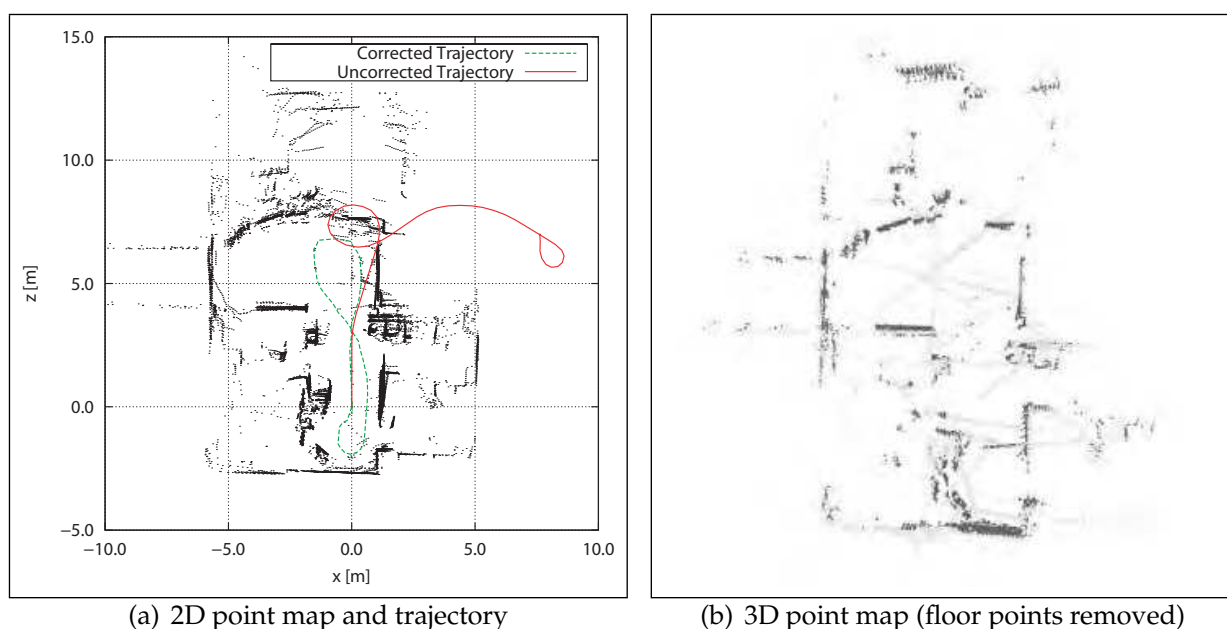 15.0
Corrected Trajectory
Uncorrected Trajectory
10.0
z [m]
5.0
0.0
−5.0
−10.0 −5.0 0.0 5.0 10.0
x [m]
(a) 2D point map and trajectory
(b) 3D point map (floor points removed)